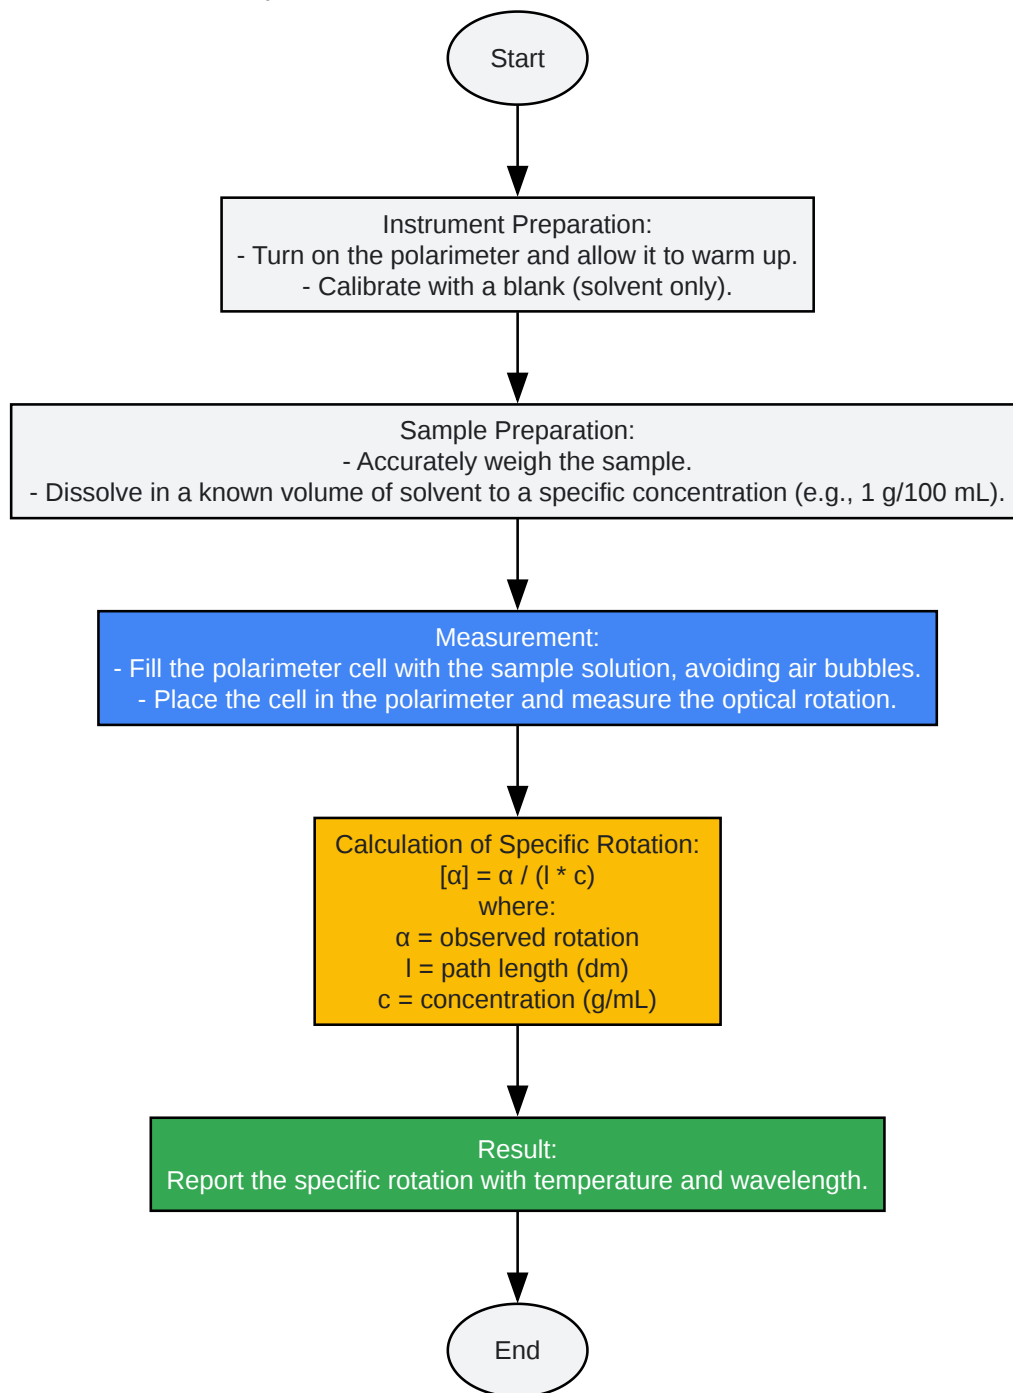 Start
Instrument Preparation:
- Turn on the polarimeter and allow it to warm up.
- Calibrate with a blank (solvent only).
Sample Preparation:
- Accurately weigh the sample.
- Dissolve in a known volume of solvent to a specific concentration (e.g., 1 g/100 mL).
Measurement:
- Fill the polarimeter cell with the sample solution, avoiding air bubbles.
- Place the cell in the polarimeter and measure the optical rotation.
Calculation of Specific Rotation:
[α] = α / (l * c)
where:
α = observed rotation
l = path length (dm)
c = concentration (g/mL)
Result:
Report the specific rotation with temperature and wavelength.
End